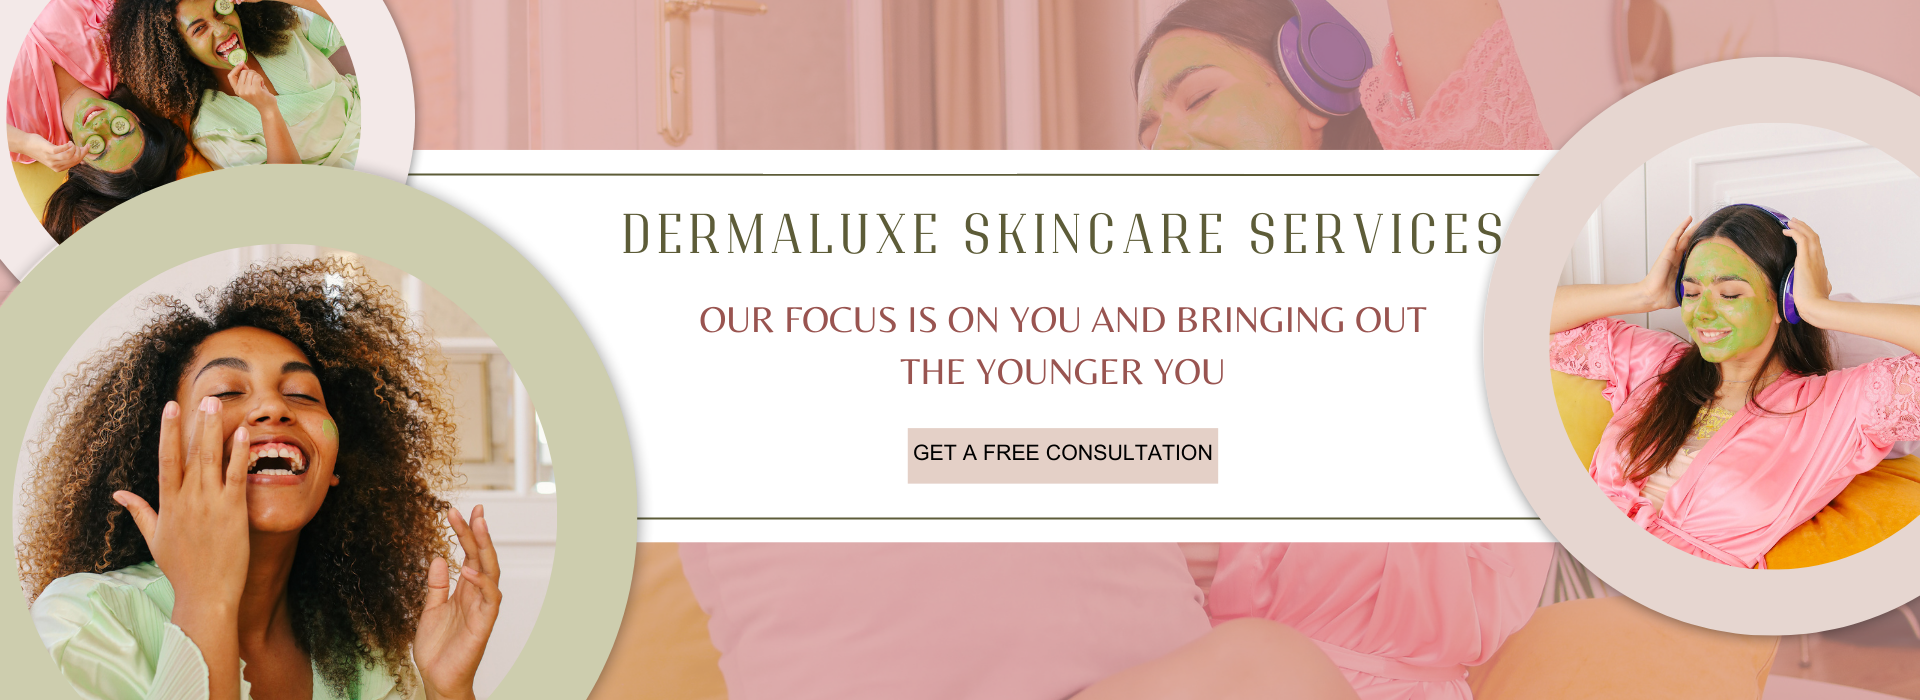 DERMALUXE SKINCARE SERVICES
OUR FOCUS IS ON YOU AND BRINGING OUT
THE YOUNGER YOU
GET A FREE CONSULTATION